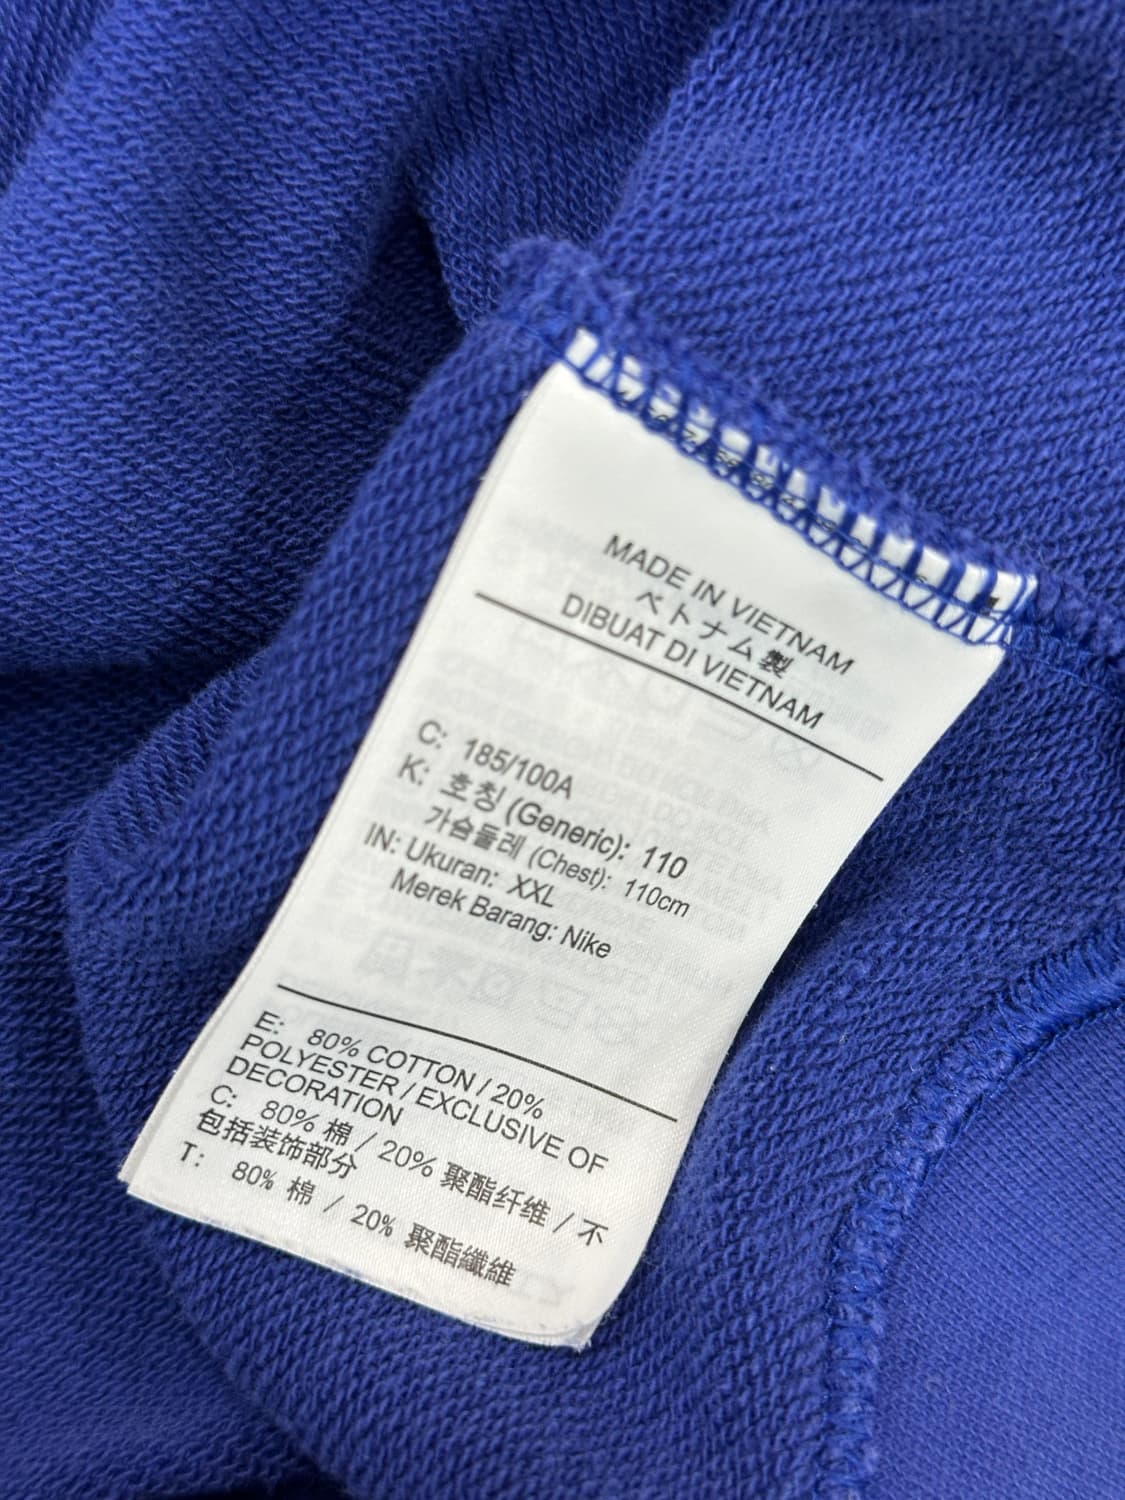 MADE IN VIETNAM
ベトナム製
DIBUAT DI VIETNAM
C: 185/100A
K: 호칭 (Generic): 110
가슴둘레 (Chest): 110cm
IN: Ukuran: XXL
Merek Barang: Nike
E: 80% COTTON / 20%
POLYESTER / EXCLUSIVE OF
DECORATION
C: 80% 棉 / 20% 聚酯纤维 / 不
包括装饰部分
T: 80% 棉 / 20% 聚酯纖維